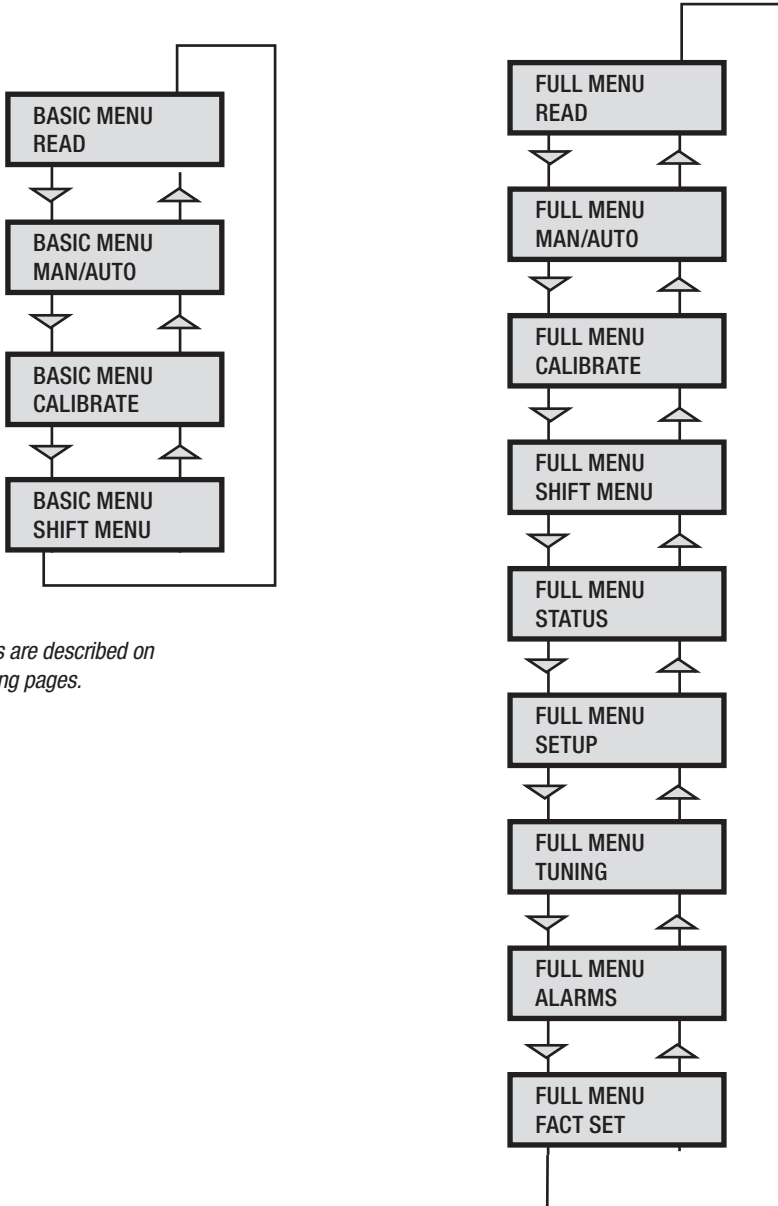 BASIC MENU
READ
BASIC MENU
MAN/AUTO
BASIC MENU
CALIBRATE
BASIC MENU
SHIFT MENU
are described on
pages.
FULL MENU
READ
FULL MENU
MAN/AUTO
FULL MENU
CALIBRATE
FULL MENU
SHIFT MENU
FULL MENU
STATUS
FULL MENU
SETUP
FULL MENU
TUNING
FULL MENU
ALARMS
FULL MENU
FACT SET